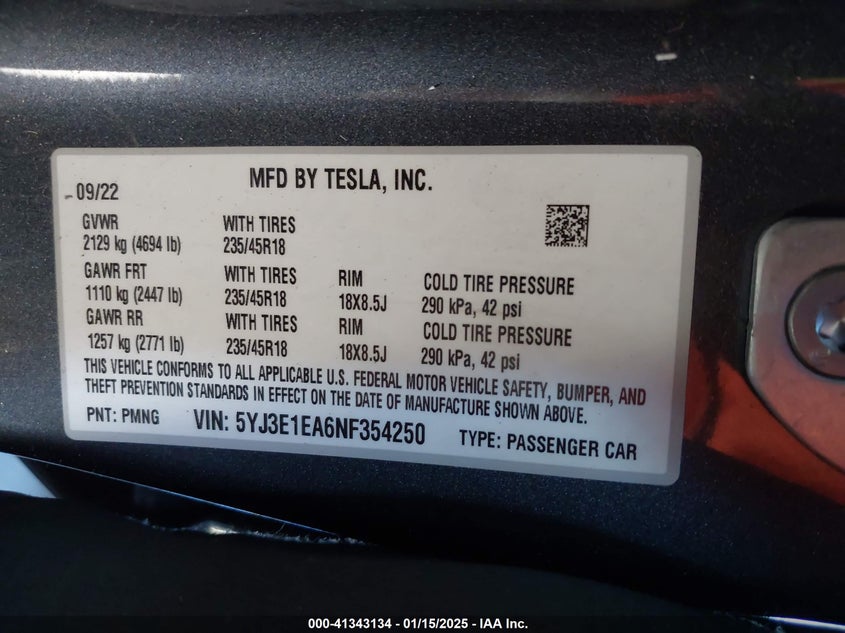 MFD BY TESLA, INC.
09/22
GVWR WITH TIRES
2129 kg (4694 lb) 235/45R18
GAWR FRT WITH TIRES RIM COLD TIRE PRESSURE
1110 kg (2447 lb) 235/45R18 18X8.5J 290 kPa, 42 psi
GAWR RR WITH TIRES RIM COLD TIRE PRESSURE
1257 kg (2771 lb) 235/45R18 18X8.5J 290 kPa, 42 psi
THIS VEHICLE CONFORMS TO ALL APPLICABLE U.S. FEDERAL MOTOR VEHICLE SAFETY, BUMPER, AND
THEFT PREVENTION STANDARDS IN EFFECT ON THE DATE OF MANUFACTURE SHOWN ABOVE.
PNT: PMNG VIN: 5YJ3E1EA6NF354250 TYPE: PASSENGER CAR
000-41343134 - 01/15/2025 - IAA Inc.